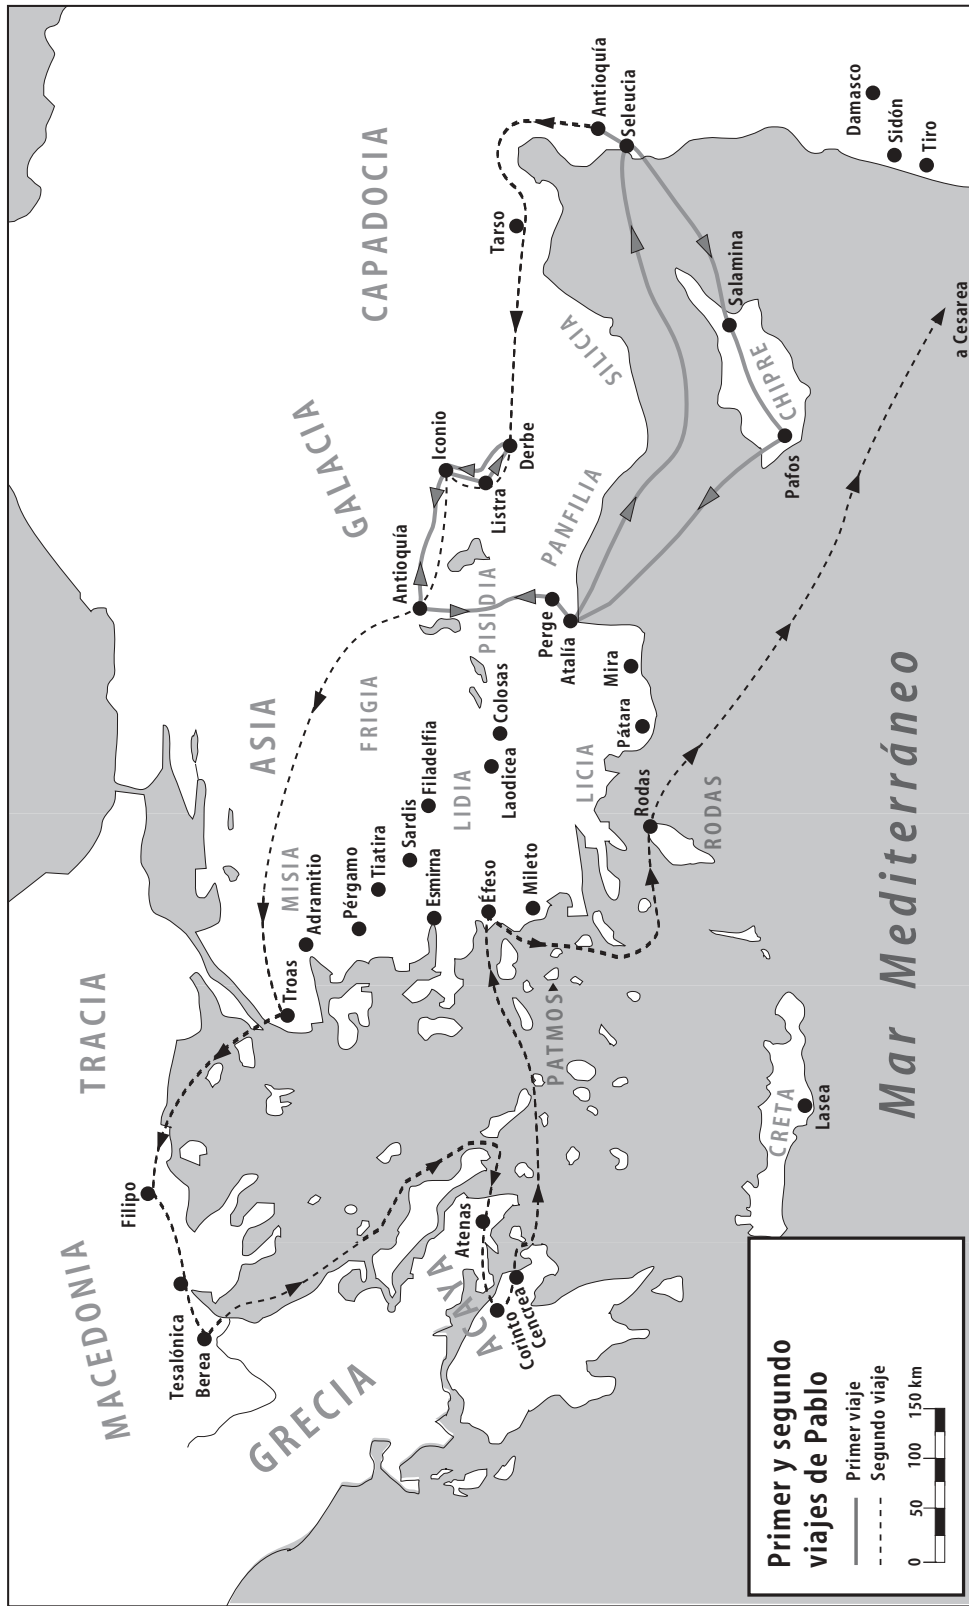 MACEDONIA
TRACIA
Filipo
Tesalónica
Berea
GRECIA
ACAYA
Atenas
Corinto
Cencrea
Troas
ASIA
MISIA
Adramitio
Pérgamo
Tiatira
Sardis
Esmirna
Filadelfia
FRIGIA
LIDIA
Éfeso
Mileto
Laodicea
Colosas
PATMOS
LICIA
Pátara
Mira
Rodas
RODAS
GALACIA
CAPADOCIA
Antioquía
PISIDIA
Iconio
Listra
Derbe
Perge
Atalía
PANFILIA
SILICIA
Tarso
Antioquía
Seleucia
Salamina
CHIPRE
Pafos
Damasco
Sidón
Tiro
a Cesarea
CRETA
Lasea
Mar Mediterráneo
Primer y segundo
viajes de Pablo
Primer viaje
Segundo viaje
0 50 100 150 km